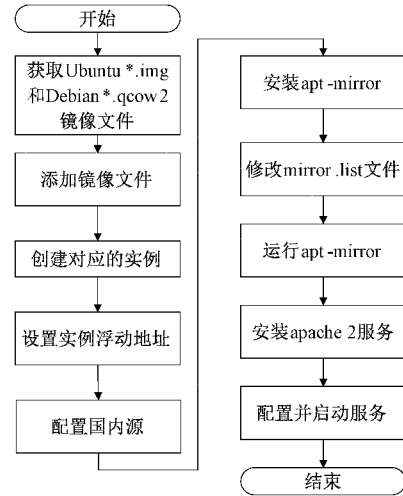 开始
获取Ubuntu *.img
和Debian*.qcow2
镜像文件
添加镜像文件
创建对应的实例
设置实例浮动地址
配置国内源
安装apt-mirror
修改mirror.list文件
运行apt-mirror
安装apache 2服务
配置并启动服务
结束